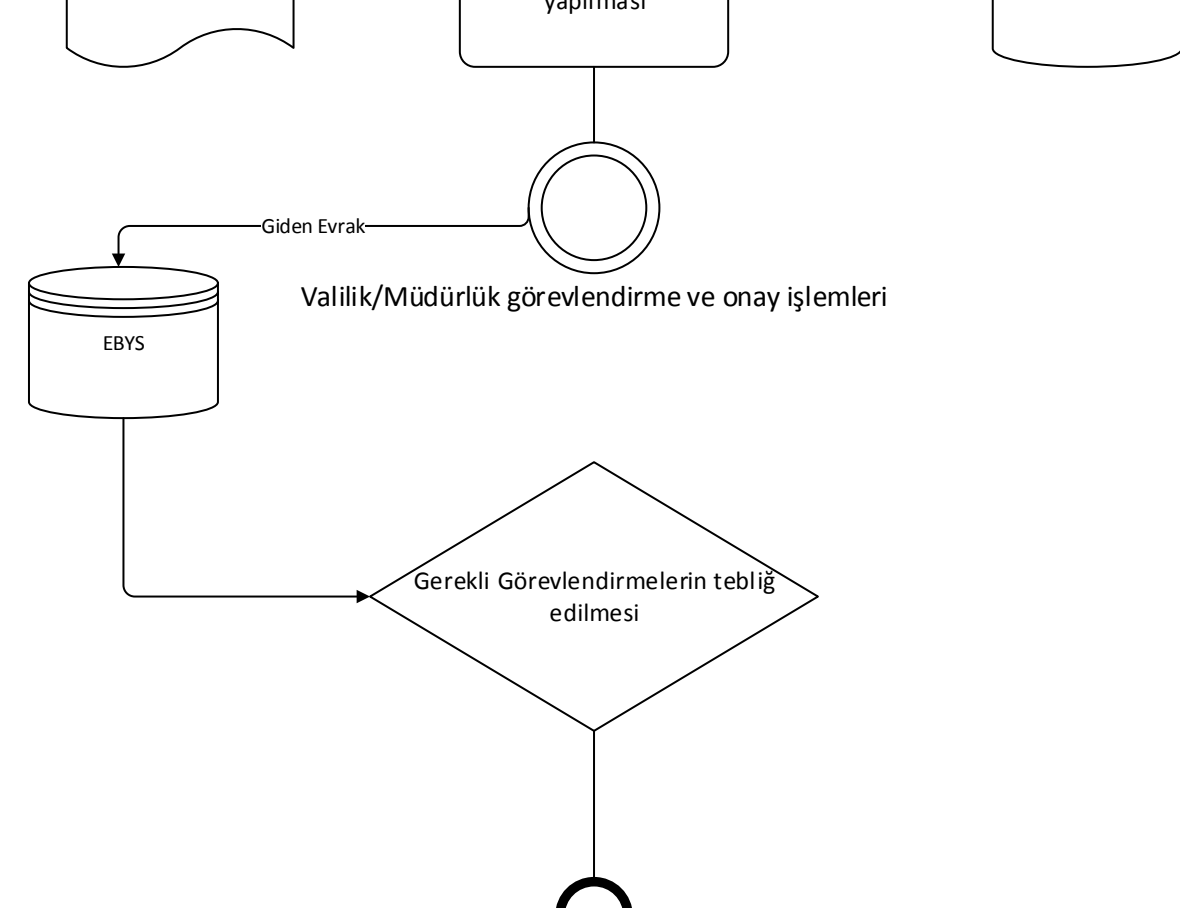 yapılması
Giden Evrak
Valilik/Müdürlük görevlendirme ve onay işlemleri
EBYS
Gerekli Görevlendirmelerin tebliğ
edilmesi